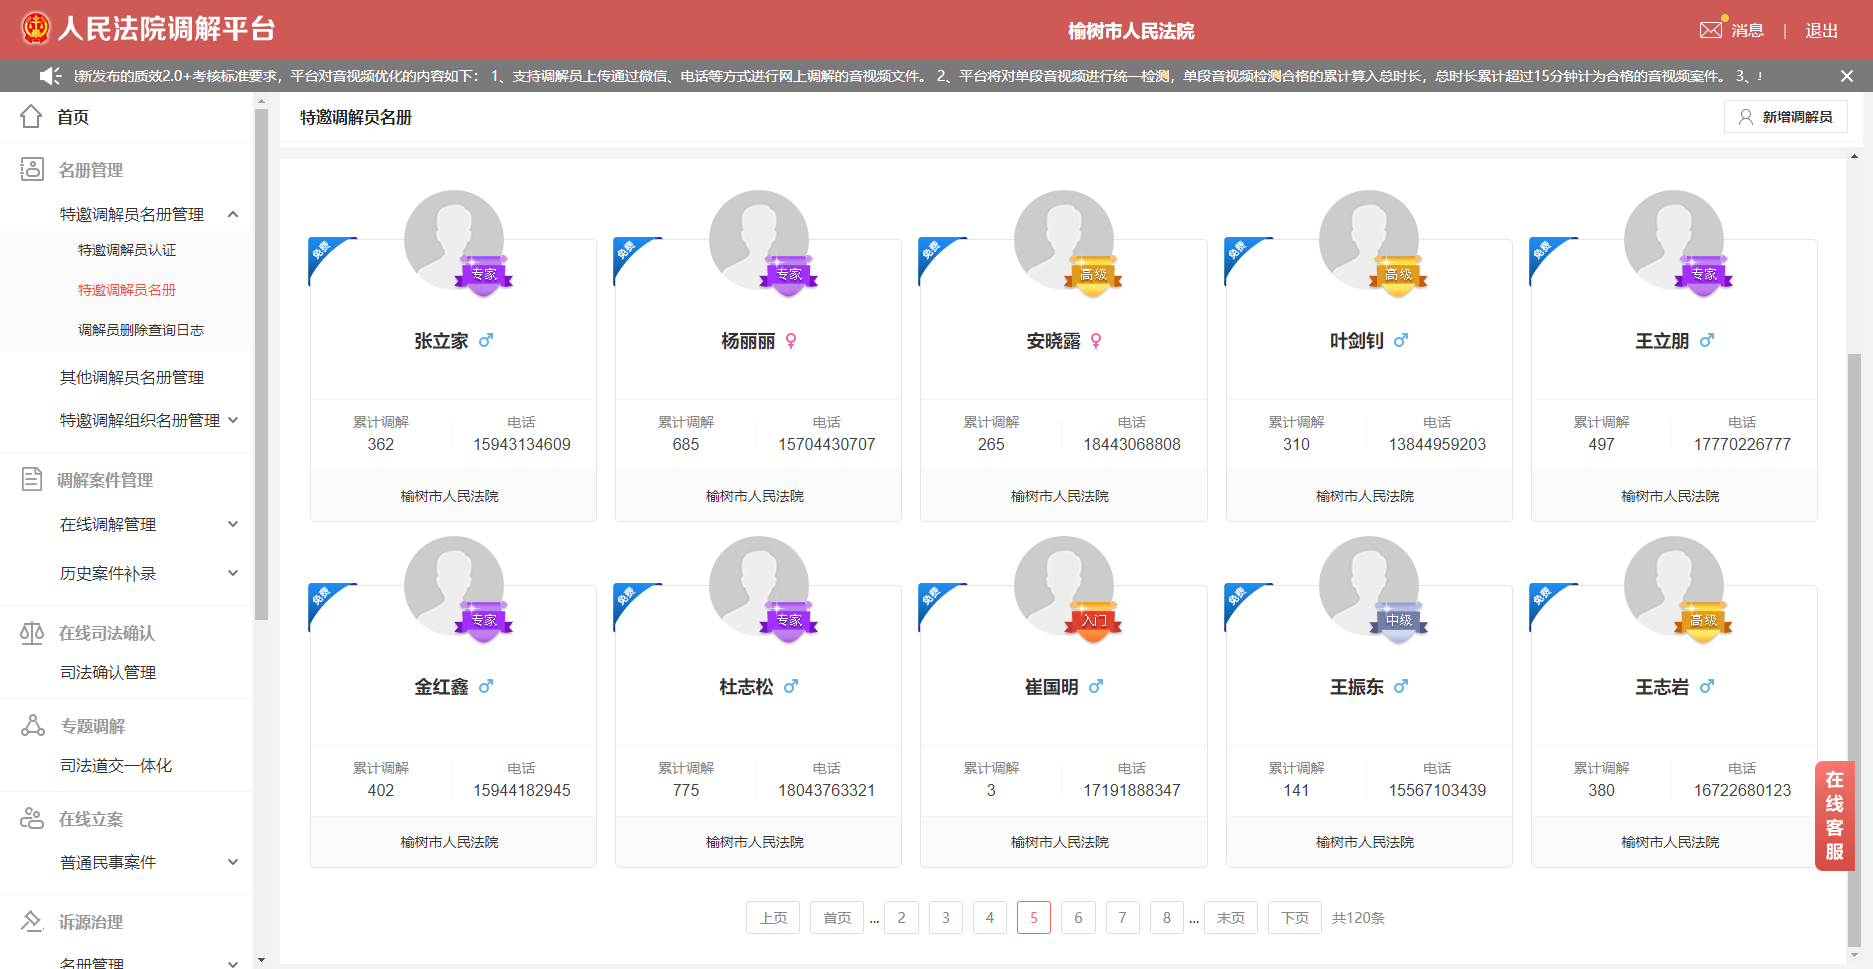 人民法院调解平台
榆树市人民法院
消息 | 退出
新发布的质效2.0+考核标准要求，平台对音视频优化的内容如下： 1、支持调解员上传通过微信、电话等方式进行网上调解的音视频文件。 2、平台将对单段音视频进行统一检测，单段音视频检测合格的累计算入总时长，总时长累计超过15分钟计为合格的音视频案件。 3、
首页
名册管理
特邀调解员名册管理
特邀调解员认证
特邀调解员名册
调解员删除查询日志
其他调解员名册管理
特邀调解组织名册管理
调解案件管理
在线调解管理
历史案件补录
在线司法确认
司法确认管理
专题调解
司法道交一体化
在线立案
普通民事案件
诉源治理
名册管理
特邀调解员名册
新增调解员
免费 专家 免费 专家 免费 高级 免费 高级 免费 专家
张立家 杨丽丽 安晓露 叶剑钊 王立朋
累计调解 电话 累计调解 电话 累计调解 电话 累计调解 电话 累计调解 电话
362 15943134609 685 15704430707 265 18443068808 310 13844959203 497 17770226777
榆树市人民法院 榆树市人民法院 榆树市人民法院 榆树市人民法院 榆树市人民法院
免费 专家 免费 专家 免费 入门 免费 中级 免费 高级
金红鑫 杜志松 崔国明 王振东 王志岩
累计调解 电话 累计调解 电话 累计调解 电话 累计调解 电话 累计调解 电话
402 15944182945 775 18043763321 3 17191888347 141 15567103439 380 16722680123
榆树市人民法院 榆树市人民法院 榆树市人民法院 榆树市人民法院 榆树市人民法院
上页 首页 ... 2 3 4 5 6 7 8 ... 末页 下页 共120条
在线客服